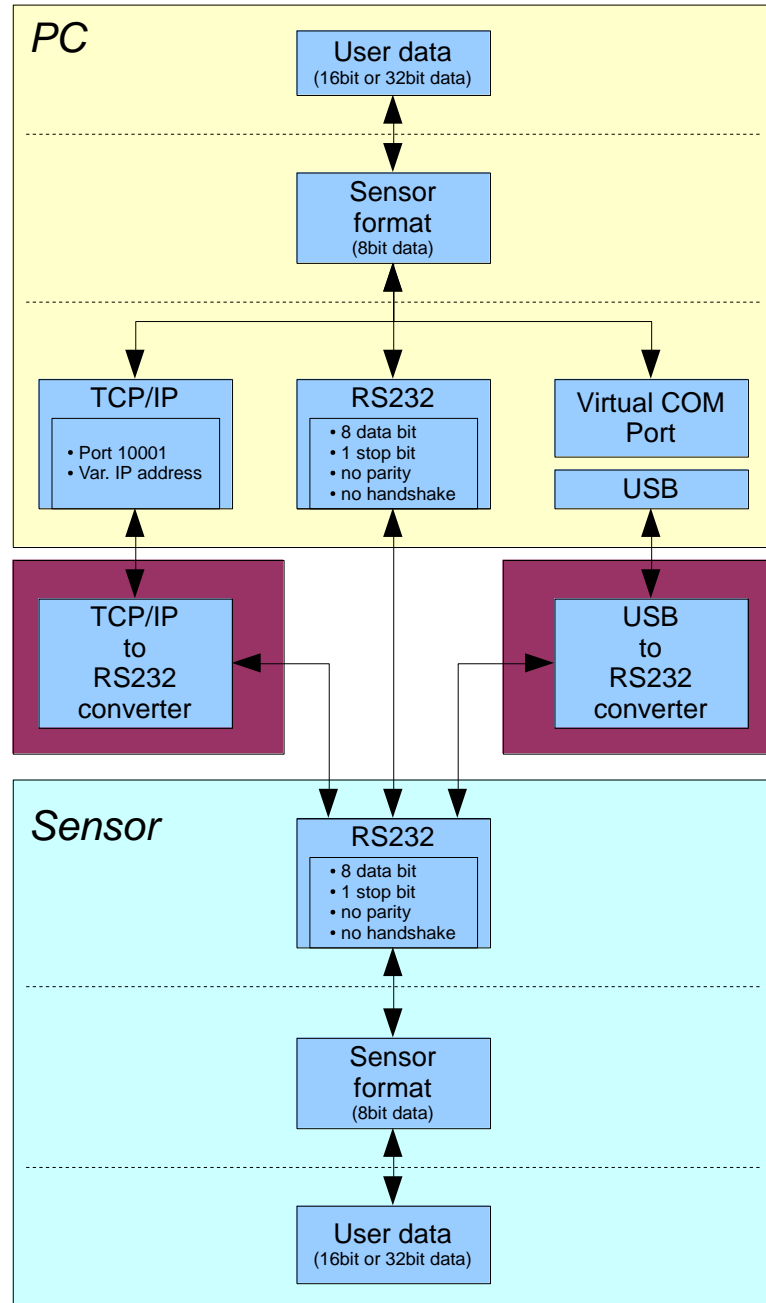 PC
User data
(16bit or 32bit data)
Sensor
format
(8bit data)
TCP/IP
• Port 10001
• Var. IP address
RS232
• 8 data bit
• 1 stop bit
• no parity
• no handshake
Virtual COM
Port
USB
TCP/IP
to
RS232
converter
USB
to
RS232
converter
Sensor
RS232
• 8 data bit
• 1 stop bit
• no parity
• no handshake
Sensor
format
(8bit data)
User data
(16bit or 32bit data)